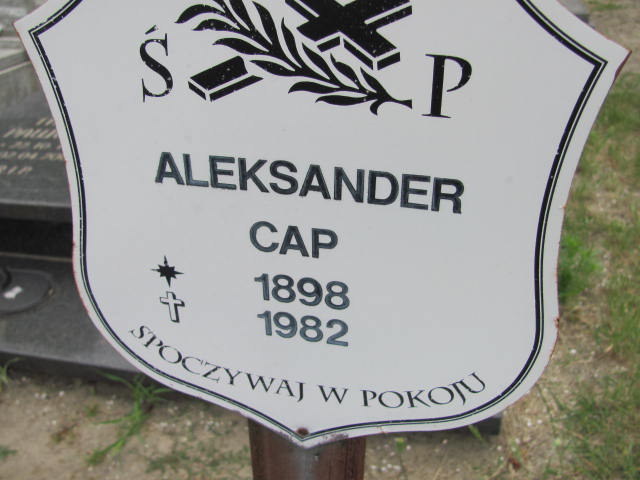 Ś P
ALEKSANDER
CAP
1898
1982
SPOCZYWAJ W POKOJU